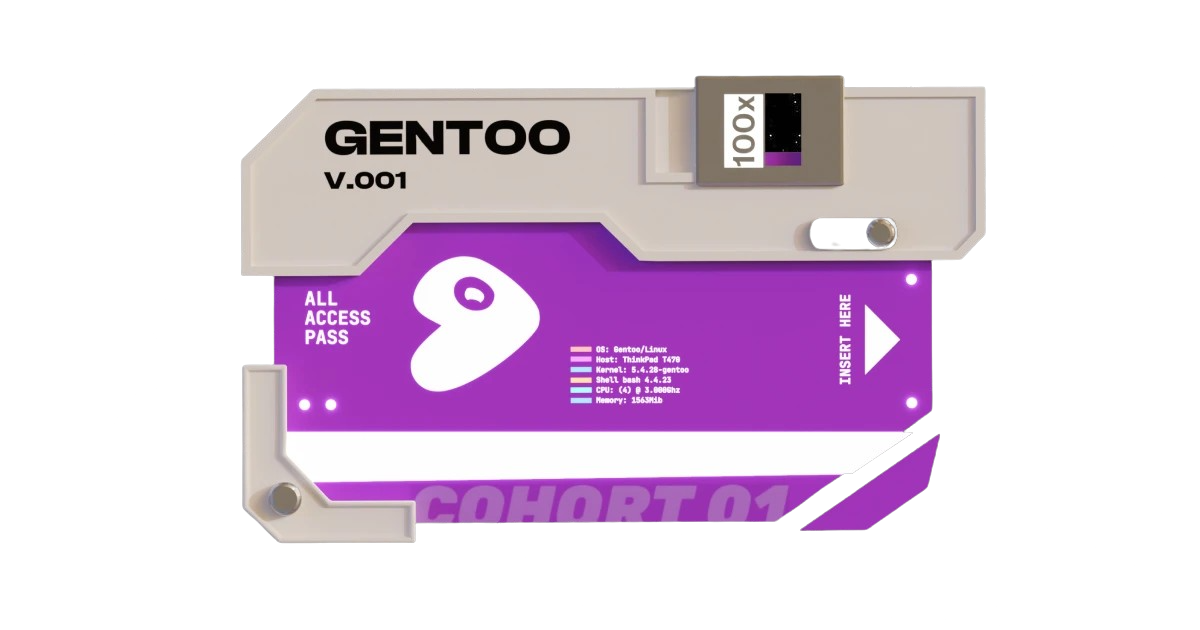 GENTOO
V.001
100x
ALL
ACCESS
PASS
OS: Gentoo/Linux
Host: ThinkPad T470
Kernel: 5.4.28-gentoo
Shell bash 4.4.23
CPU: (4) @ 3.000Ghz
Memory: 1563Mib
INSERT HERE
COHORT 01